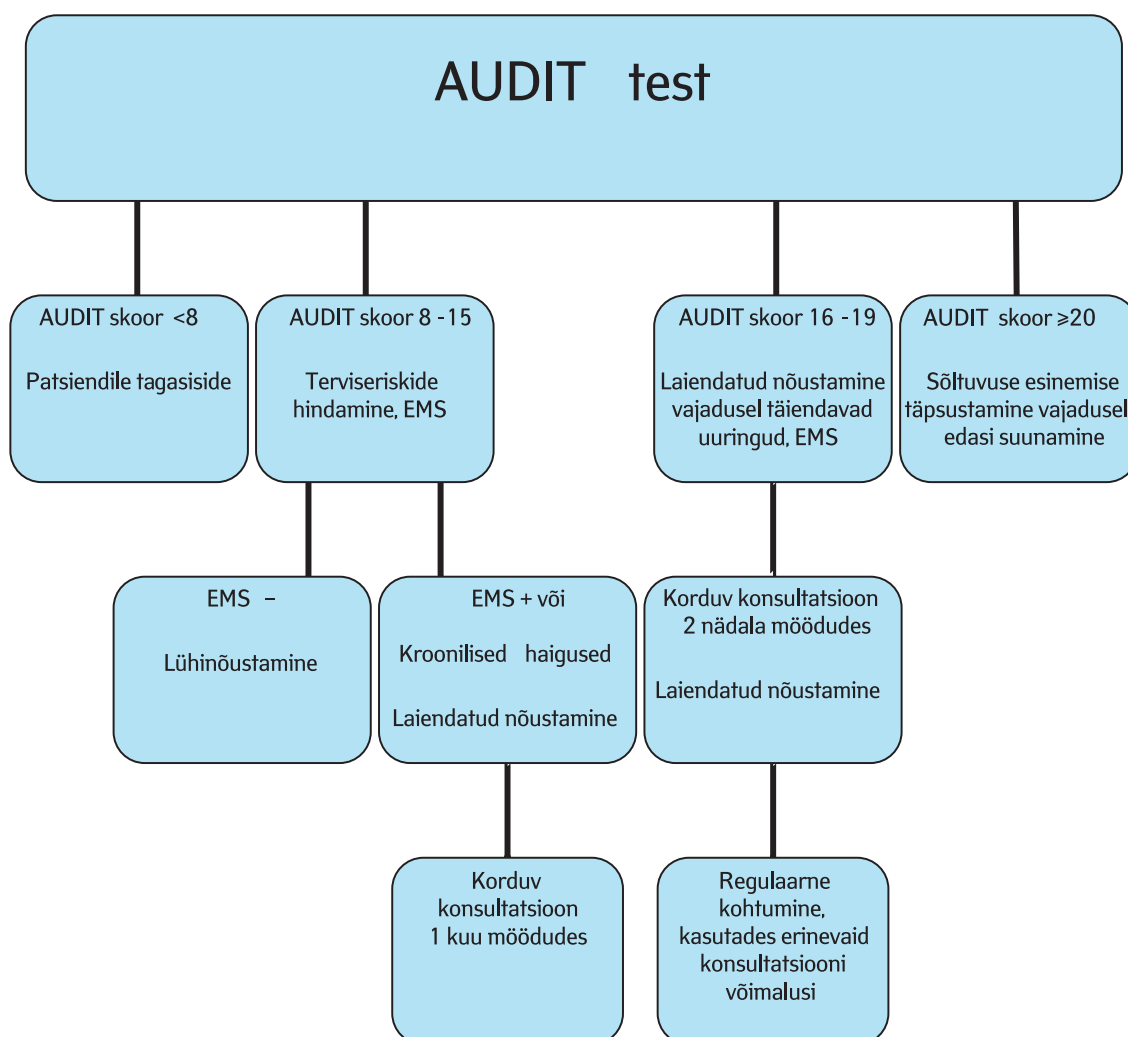 AUDIT test
AUDIT skoor <8
Patsiendile tagasiside
AUDIT skoor 8 -15
Terviseriskide
hindamine, EMS
AUDIT skoor 16 -19
Laiendatud nõustamine
vajadusel täiendavad
uuringud, EMS
AUDIT skoor ≥20
Sõltuvuse esinemise
täpsustamine vajadusel
edasi suunamine
EMS –
Lühinõustamine
EMS + või
Kroonilised haigused
Laiendatud nõustamine
Korduv konsultatsioon
2 nädala möödudes
Laiendatud nõustamine
Korduv
konsultatsioon
1 kuu möödudes
Regulaarne
kohtumine,
kasutades erinevaid
konsultatsiooni
võimalusi